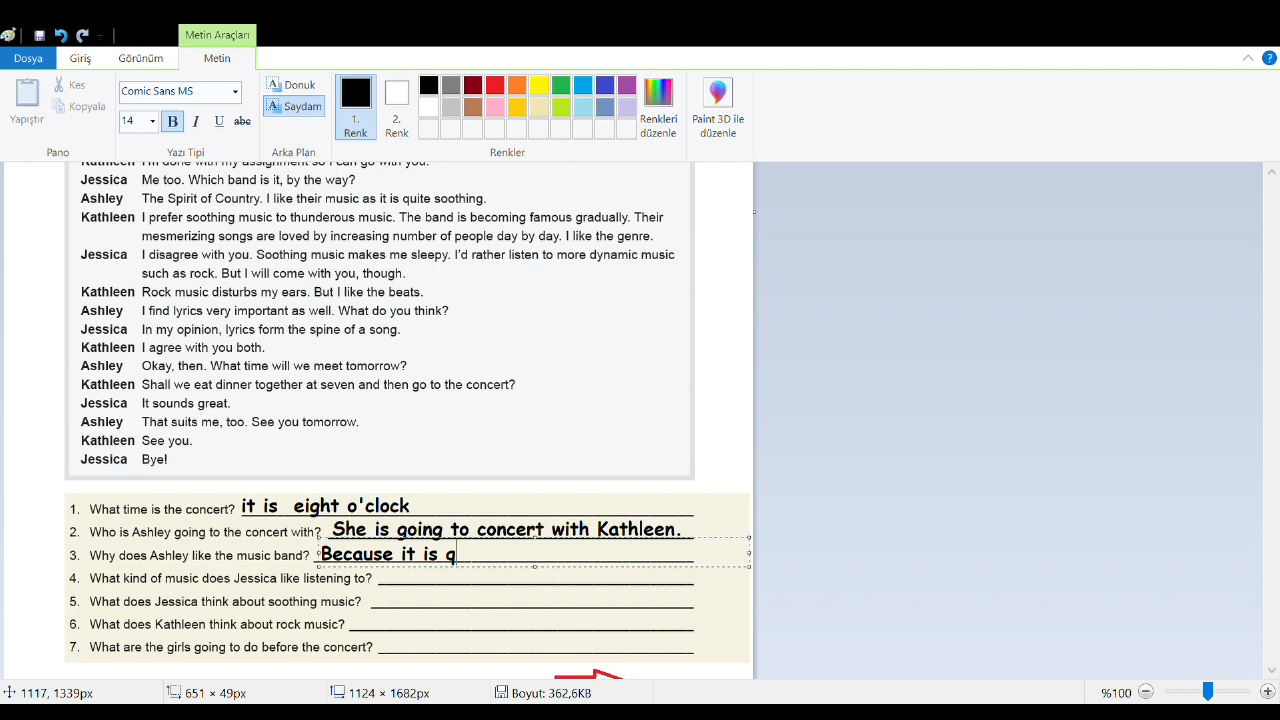 Metin Araçları
Dosya Giriş Görünüm Metin
Kes
Kopyala
Yapıştır
Comic Sans MS
14 B I U abc
Donuk
Saydam
1. Renk
2. Renk
Renkleri düzenle
Paint 3D ile düzenle
Pano Yazı Tipi Arka Plan Renkler
Kathleen I'm done with my assignment so I can go with you.
Jessica Me too. Which band is it, by the way?
Ashley The Spirit of Country. I like their music as it is quite soothing.
Kathleen I prefer soothing music to thunderous music. The band is becoming famous gradually. Their
mesmerizing songs are loved by increasing number of people day by day. I like the genre.
Jessica I disagree with you. Soothing music makes me sleepy. I'd rather listen to more dynamic music
such as rock. But I will come with you, though.
Kathleen Rock music disturbs my ears. But I like the beats.
Ashley I find lyrics very important as well. What do you think?
Jessica In my opinion, lyrics form the spine of a song.
Kathleen I agree with you both.
Ashley Okay, then. What time will we meet tomorrow?
Kathleen Shall we eat dinner together at seven and then go to the concert?
Jessica It sounds great.
Ashley That suits me, too. See you tomorrow.
Kathleen See you.
Jessica Bye!
1. What time is the concert? it is eight o'clock
2. Who is Ashley going to the concert with? She is going to concert with Kathleen.
3. Why does Ashley like the music band? Because it is q
4. What kind of music does Jessica like listening to?
5. What does Jessica think about soothing music?
6. What does Kathleen think about rock music?
7. What are the girls going to do before the concert?
1117, 1339px 651 × 49px 1124 × 1682px Boyut: 362,6KB %100